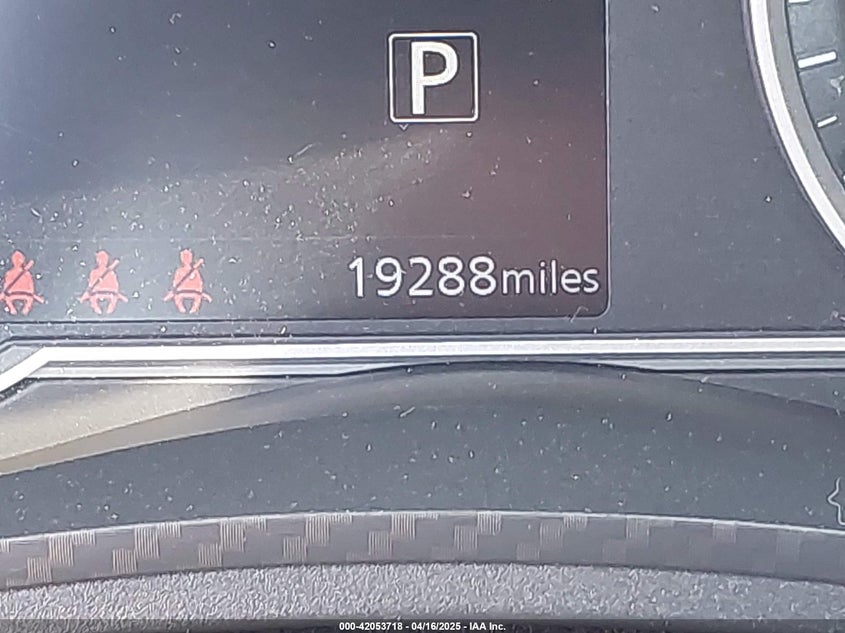 P
19288miles
000-42053718 - 04/16/2025 - IAA Inc.